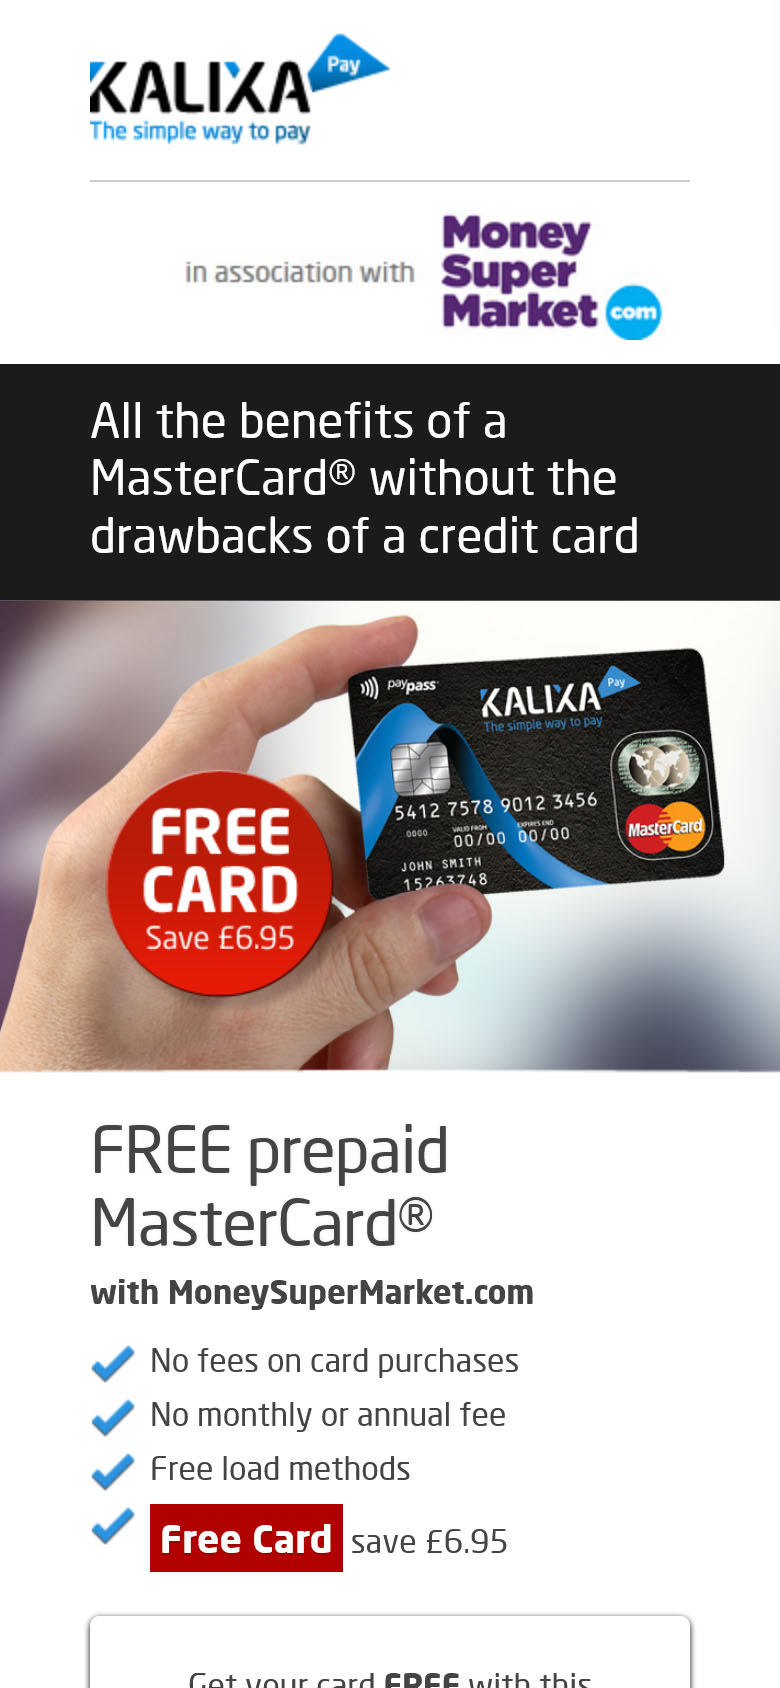 KALIXA Pay
The simple way to pay
in association with
Money
Super
Market com
All the benefits of a
MasterCard® without the
drawbacks of a credit card
paypass
KALIXA Pay
The simple way to pay
5412 7578 9012 3456
0000 VALID FROM 00/00 EXPIRES END 00/00
JOHN SMITH
15263748
MasterCard
FREE
CARD
Save £6.95
FREE prepaid
MasterCard®
with MoneySuperMarket.com
No fees on card purchases
No monthly or annual fee
Free load methods
Free Card save £6.95
Get your card FREE with this